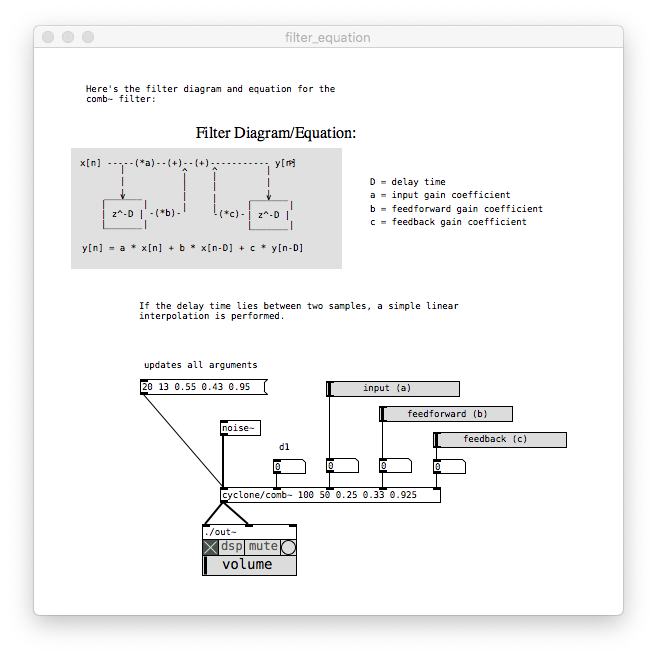 filter_equation
Here's the filter diagram and equation for the
comb~ filter:
Filter Diagram/Equation:
x[n] -----(*a)--(+)--(+)----------- y[n]
z^-D | -(*b)-   -(*c)- | z^-D
y[n] = a * x[n] + b * x[n-D] + c * y[n-D]
D = delay time
a = input gain coefficient
b = feedforward gain coefficient
c = feedback gain coefficient
If the delay time lies between two samples, a simple linear
interpolation is performed.
updates all arguments
20 13 0.55 0.43 0.95
input (a)
feedforward (b)
feedback (c)
noise~
d1
0 0 0 0
cyclone/comb~ 100 50 0.25 0.33 0.925
./out~
dsp mute
volume